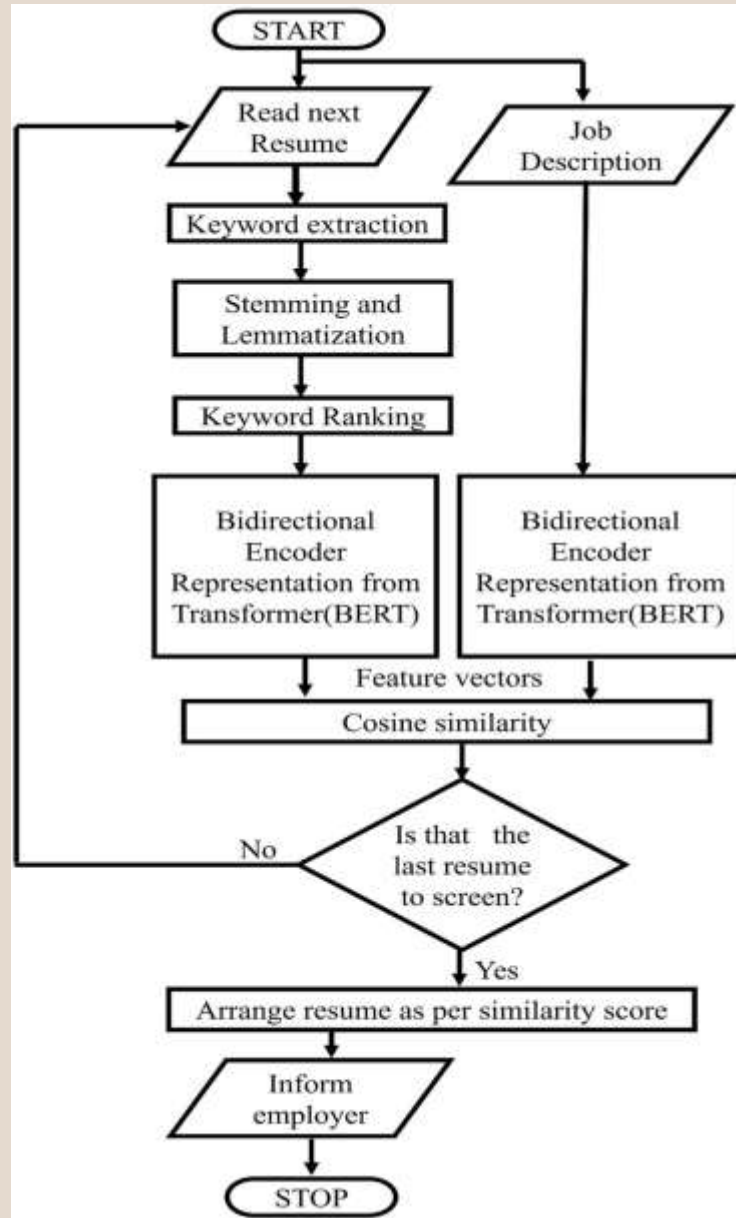 START
Read next
Resume
Job
Description
Keyword extraction
Stemming and
Lemmatization
Keyword Ranking
Bidirectional
Encoder
Representation from
Transformer(BERT)
Bidirectional
Encoder
Representation from
Transformer(BERT)
Feature vectors
Cosine similarity
Is that the
last resume
to screen?
No
Yes
Arrange resume as per similarity score
Inform
employer
STOP